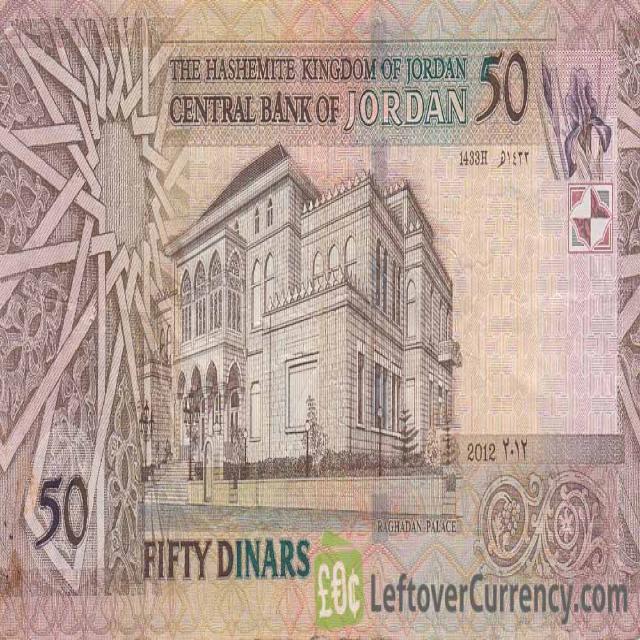 THE HASHEMITE KINGDOM OF JORDAN
CENTRAL BANK OF JORDAN
50
1433H ١٤٣٣هـ
2012 ٢٠١٢
RAGHADAN PALACE
50
FIFTY DINARS
£0¢ LeftoverCurrency.com